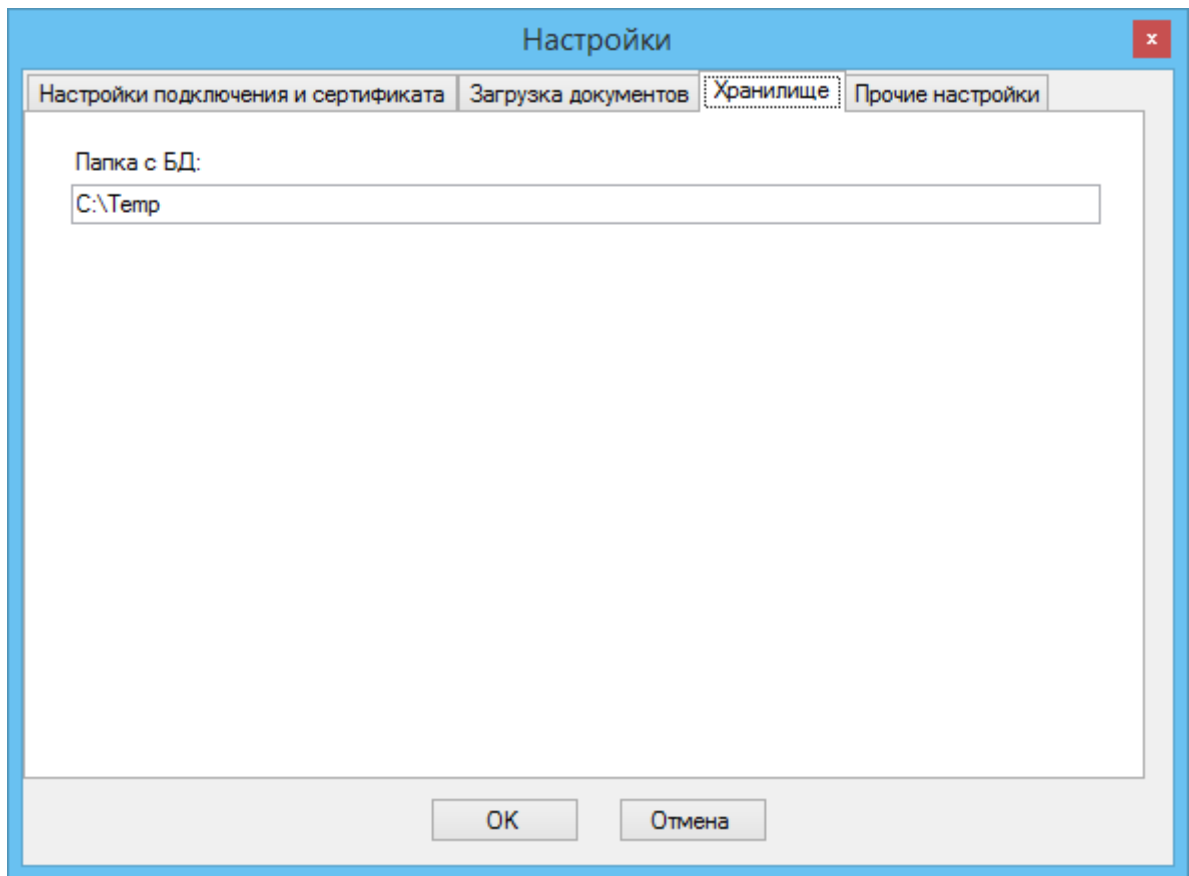 Настройки
x
Настройки подключения и сертификата Загрузка документов Хранилище Прочие настройки
Папка с БД:
C:\Temp
OK Отмена